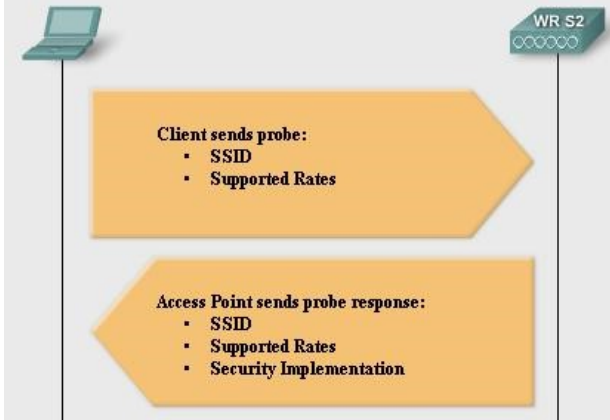 WR S2
Client sends probe:
▪ SSID
▪ Supported Rates
Access Point sends probe response:
▪ SSID
▪ Supported Rates
▪ Security Implementation